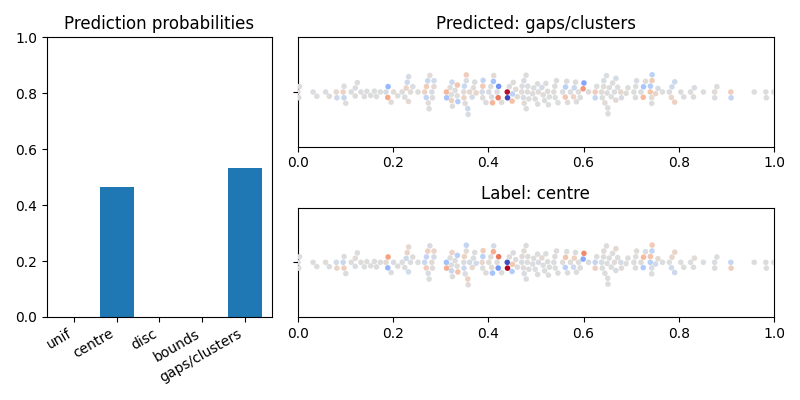 Prediction probabilities
1.0
0.8
0.6
0.4
0.2
0.0
unif
centre
disc
bounds
gaps/clusters
Predicted: gaps/clusters
0.0 0.2 0.4 0.6 0.8 1.0
Label: centre
0.0 0.2 0.4 0.6 0.8 1.0